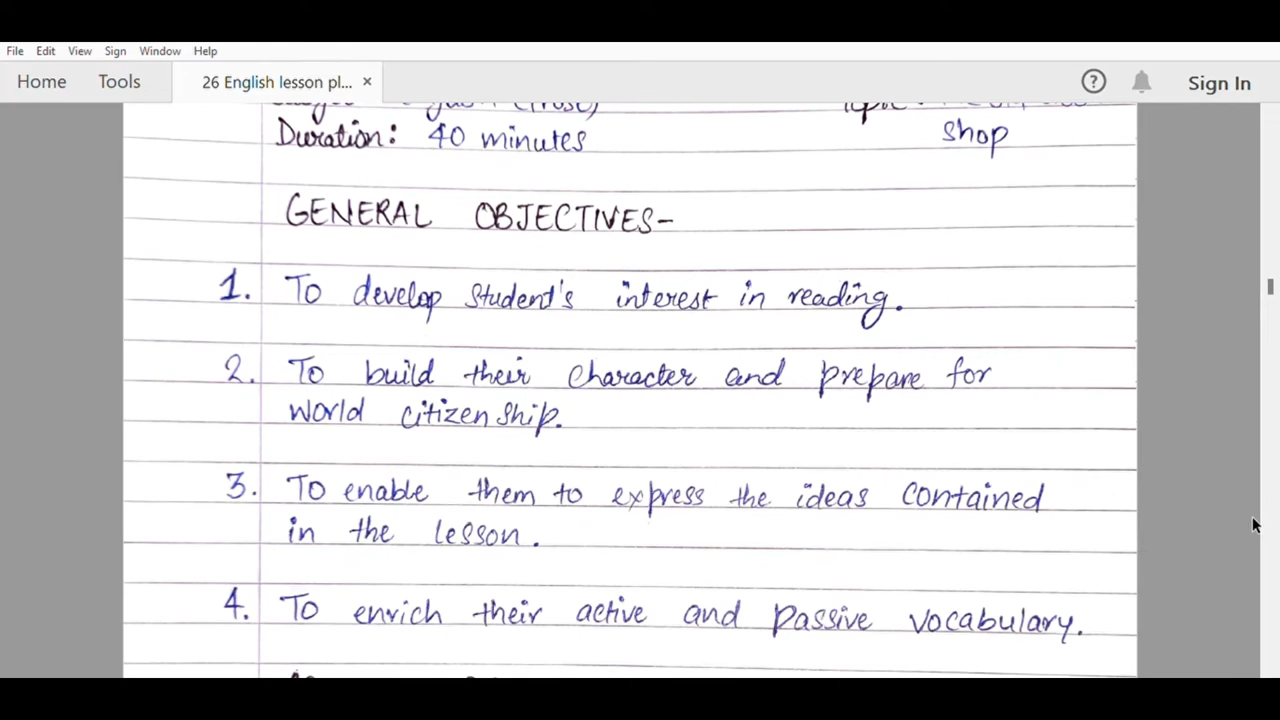 File Edit View Sign Window Help
Home Tools 26 English lesson pl... × ? Sign In
(Prose)
Duration: 40 minutes shop
GENERAL OBJECTIVES-
1. To develop student's interest in reading.
2. To build their character and prepare for
world citizenship.
3. To enable them to express the ideas contained
in the lesson.
4. To enrich their active and passive vocabulary.